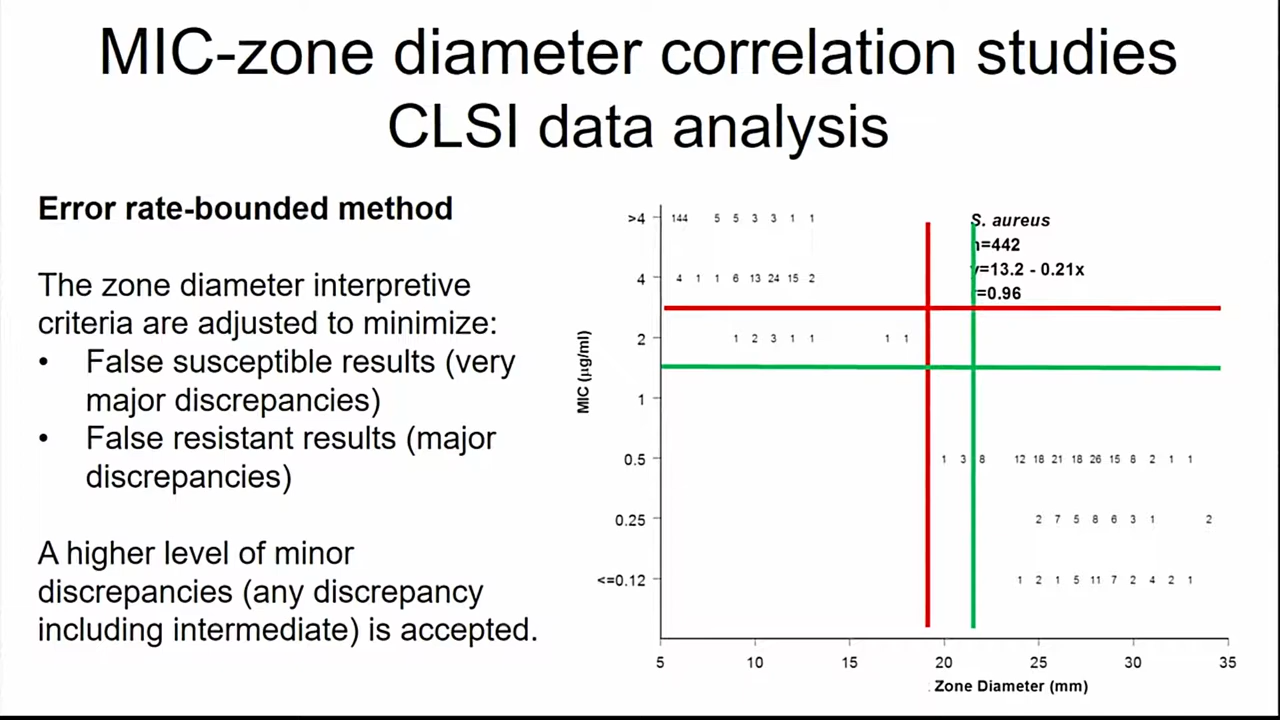 MIC-zone diameter correlation studies
CLSI data analysis
Error rate-bounded method
The zone diameter interpretive
criteria are adjusted to minimize:
• False susceptible results (very
major discrepancies)
• False resistant results (major
discrepancies)
A higher level of minor
discrepancies (any discrepancy
including intermediate) is accepted.
S. aureus
n=442
y=13.2 - 0.21x
r=0.96
MIC (µg/ml)
>4 144 5 5 3 3 1 1
4 4 1 1 6 13 24 15 2
2 1 2 3 1 1 1 1
1
0.5 1 3 8 12 18 21 18 26 15 8 2 1 1
0.25 2 7 5 8 6 3 1 2
<=0.12 1 2 1 5 11 7 2 4 2 1
5 10 15 20 25 30 35
Zone Diameter (mm)